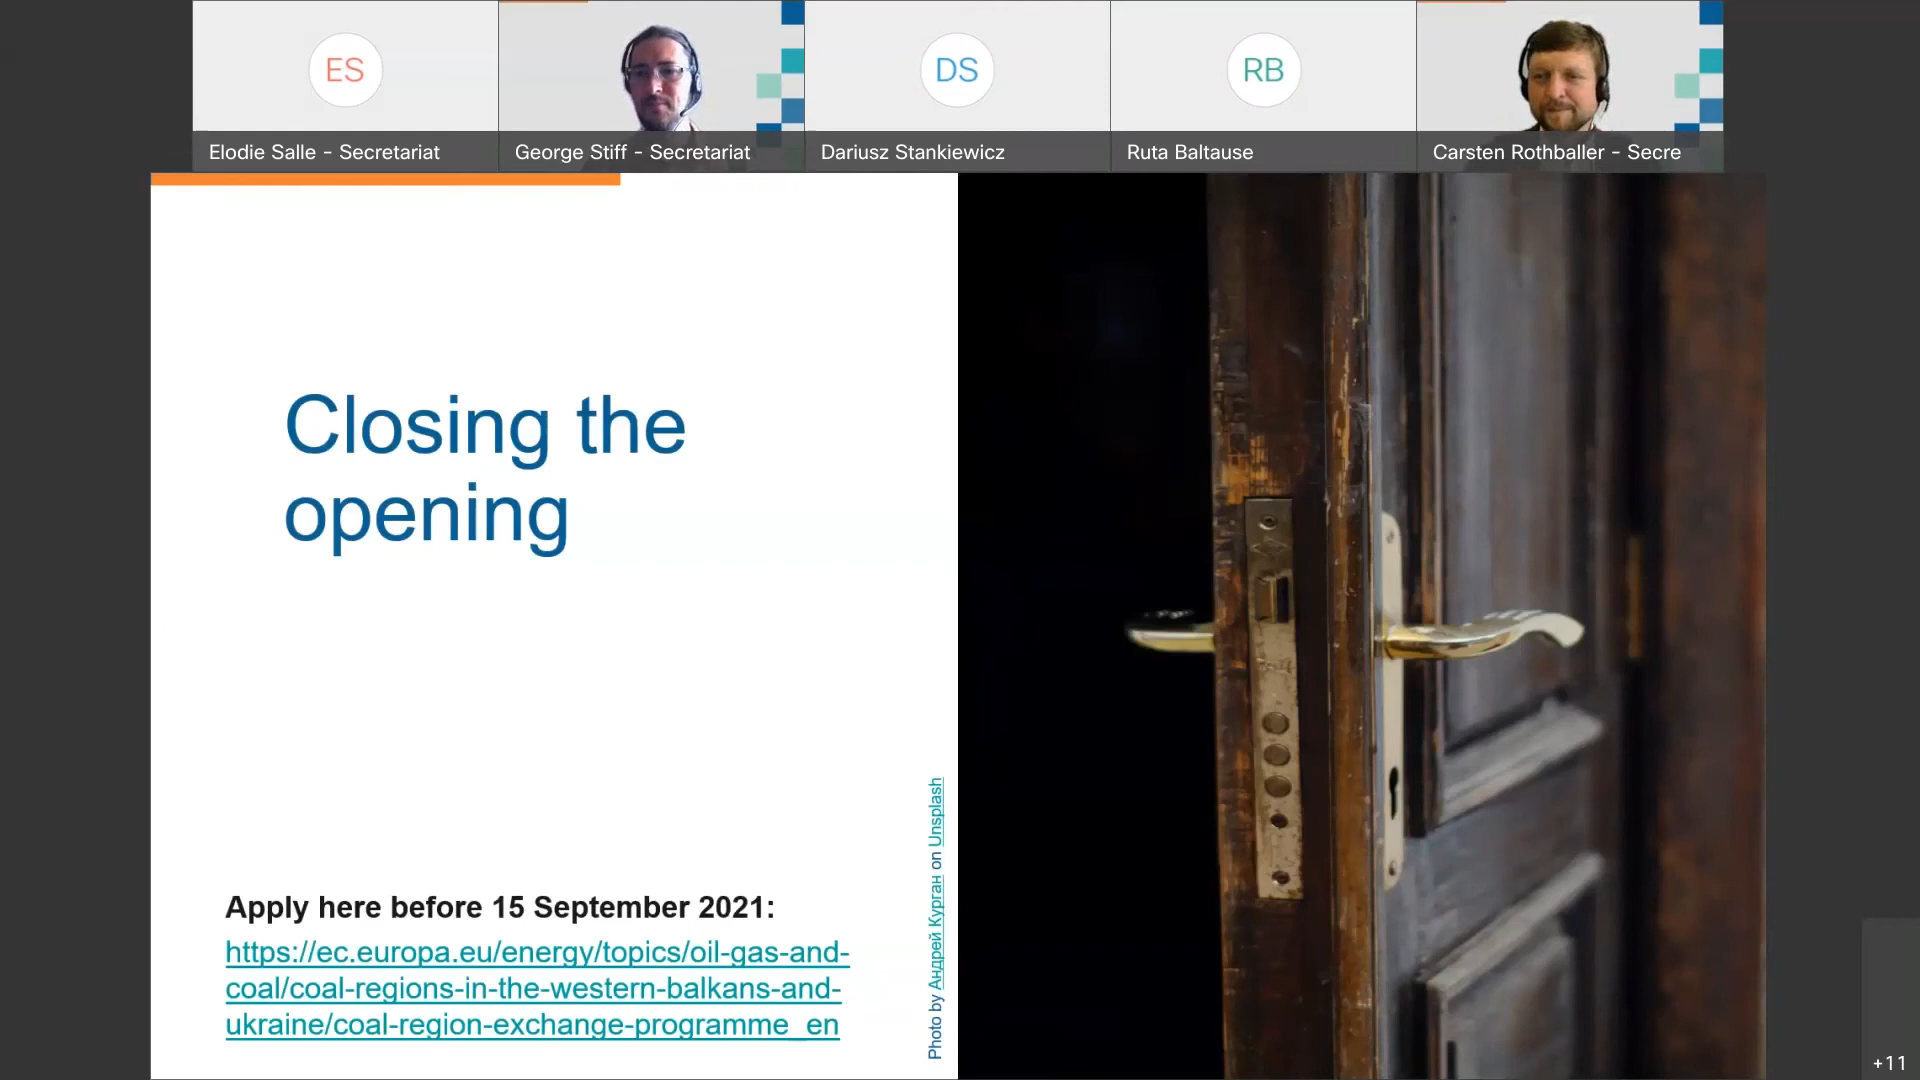 ES
DS
RB
Elodie Salle - Secretariat
George Stiff - Secretariat
Dariusz Stankiewicz
Ruta Baltause
Carsten Rothballer - Secre
Closing the
opening
Apply here before 15 September 2021:
https://ec.europa.eu/energy/topics/oil-gas-and-
coal/coal-regions-in-the-western-balkans-and-
ukraine/coal-region-exchange-programme_en
Photo by Андрей Курган on Unsplash
+11